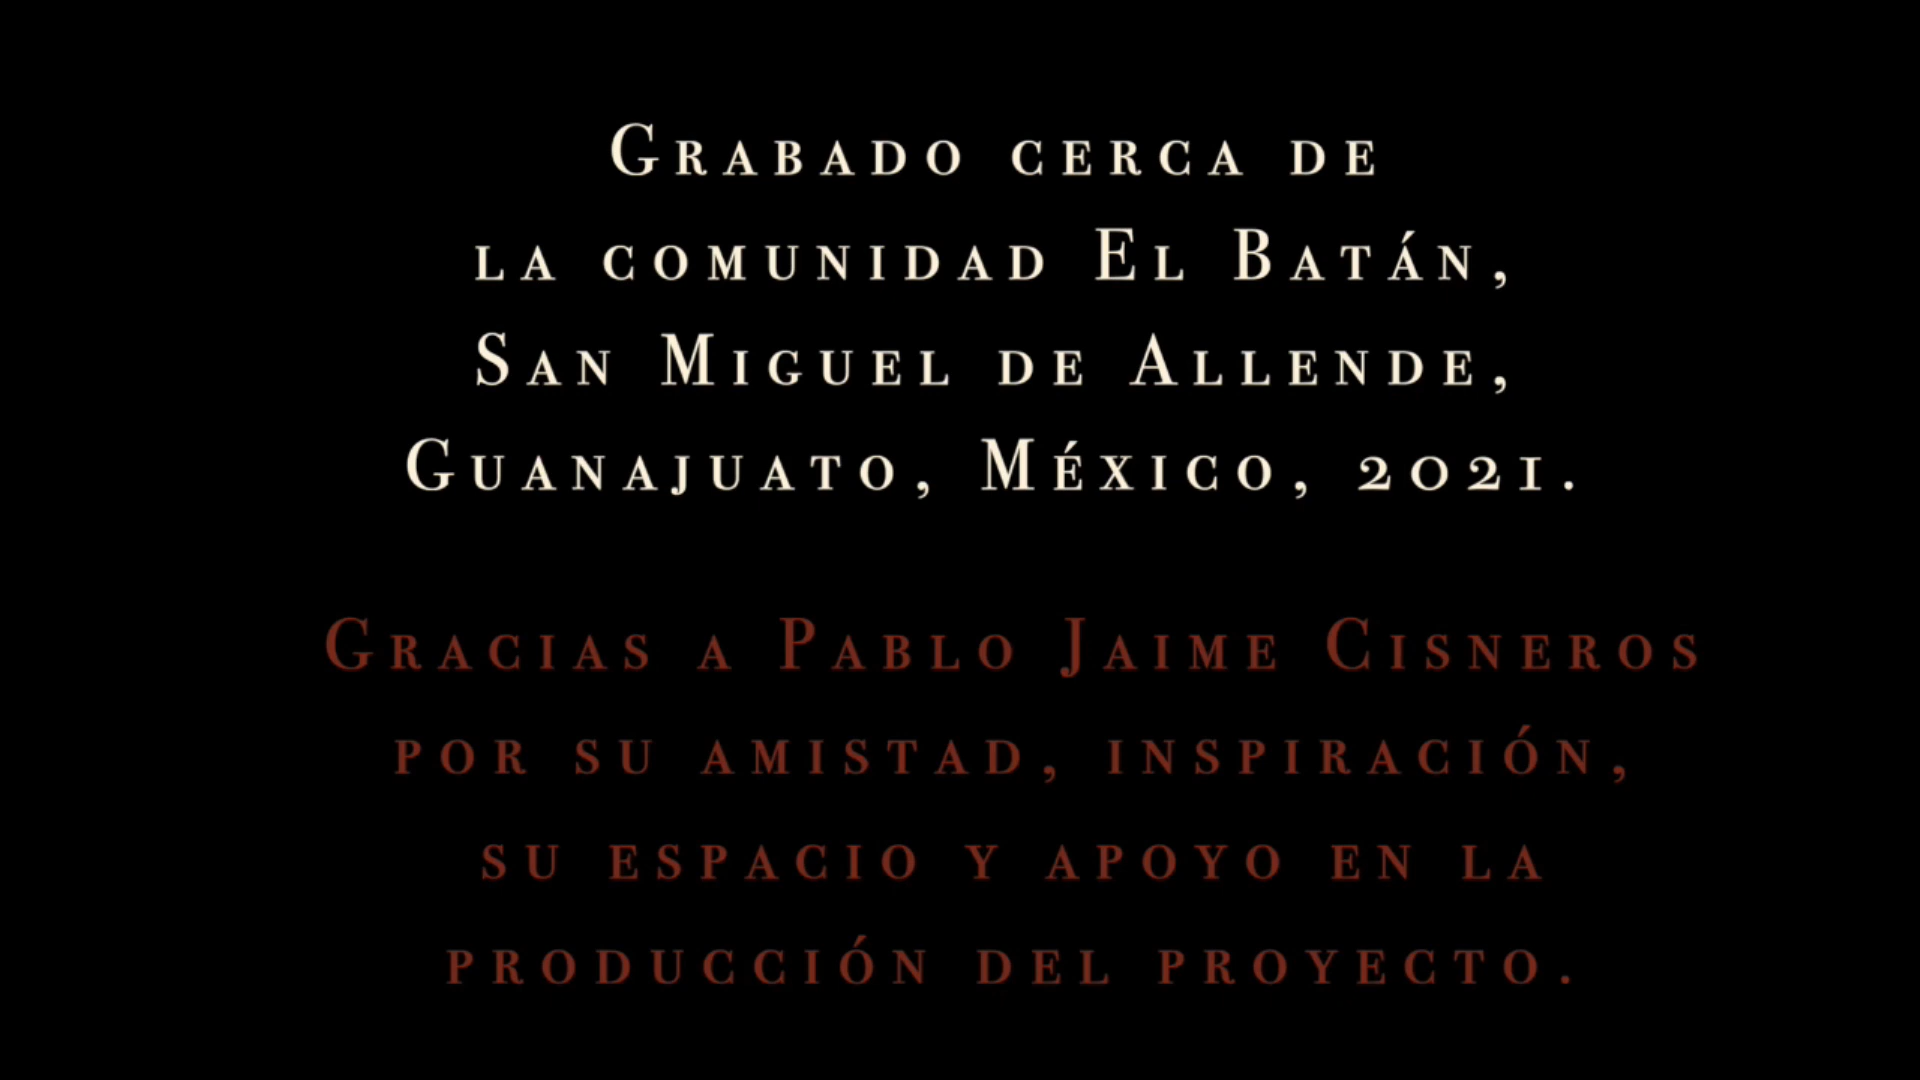 Grabado cerca de
la comunidad El Batán,
San Miguel de Allende,
Guanajuato, México, 2021.
Gracias a Pablo Jaime Cisneros
por su amistad, inspiración,
su espacio y apoyo en la
producción del proyecto.